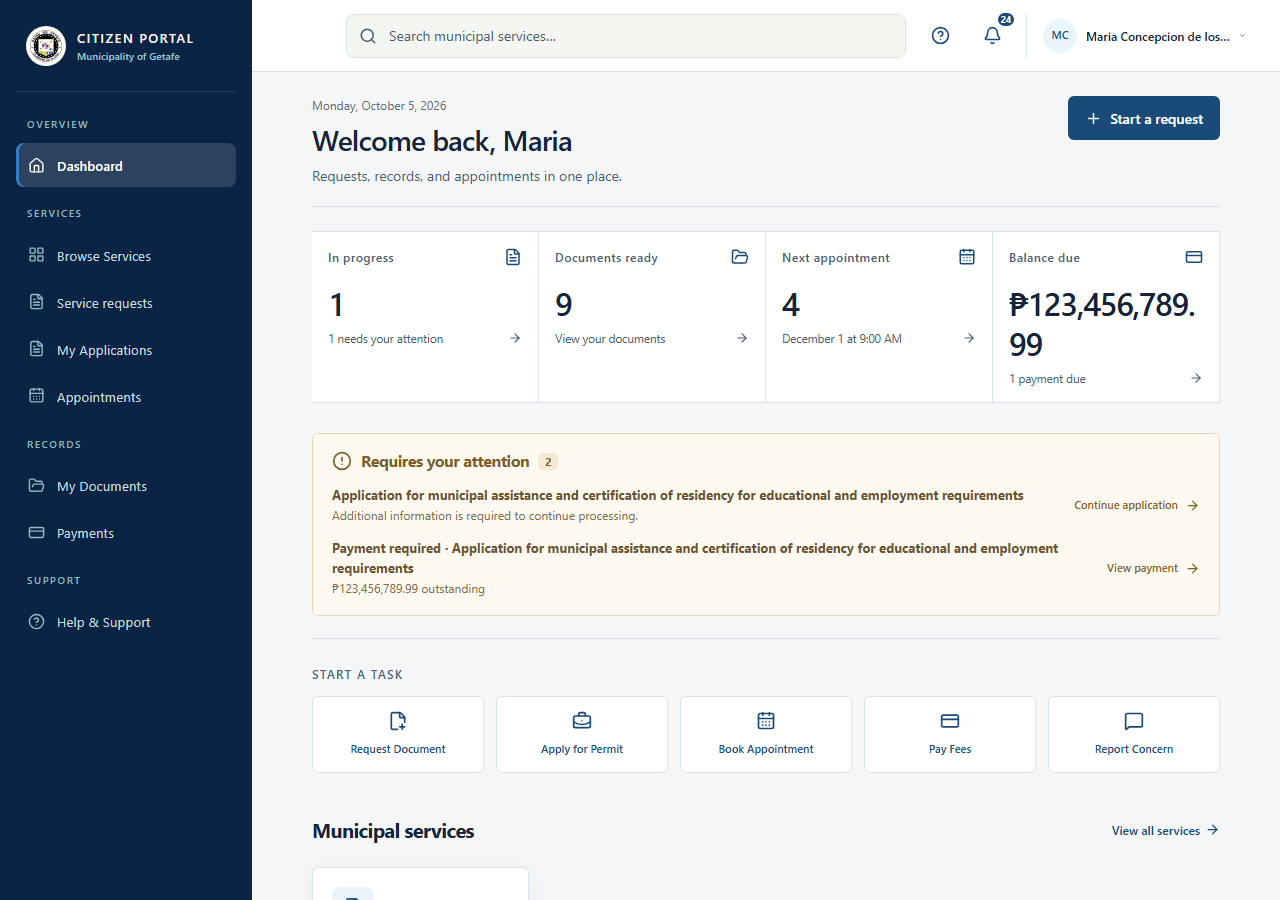 CITIZEN PORTAL
Municipality of Getafe
Search municipal services...
24
MC
Maria Concepcion de los...
OVERVIEW
Dashboard
SERVICES
Browse Services
Service requests
My Applications
Appointments
RECORDS
My Documents
Payments
SUPPORT
Help & Support
Monday, October 5, 2026
Welcome back, Maria
Requests, records, and appointments in one place.
Start a request
In progress
1
1 needs your attention
Documents ready
9
View your documents
Next appointment
4
December 1 at 9:00 AM
Balance due
₱123,456,789.
99
1 payment due
Requires your attention 2
Application for municipal assistance and certification of residency for educational and employment requirements
Additional information is required to continue processing.
Continue application
Payment required · Application for municipal assistance and certification of residency for educational and employment
requirements
₱123,456,789.99 outstanding
View payment
START A TASK
Request Document
Apply for Permit
Book Appointment
Pay Fees
Report Concern
Municipal services
View all services